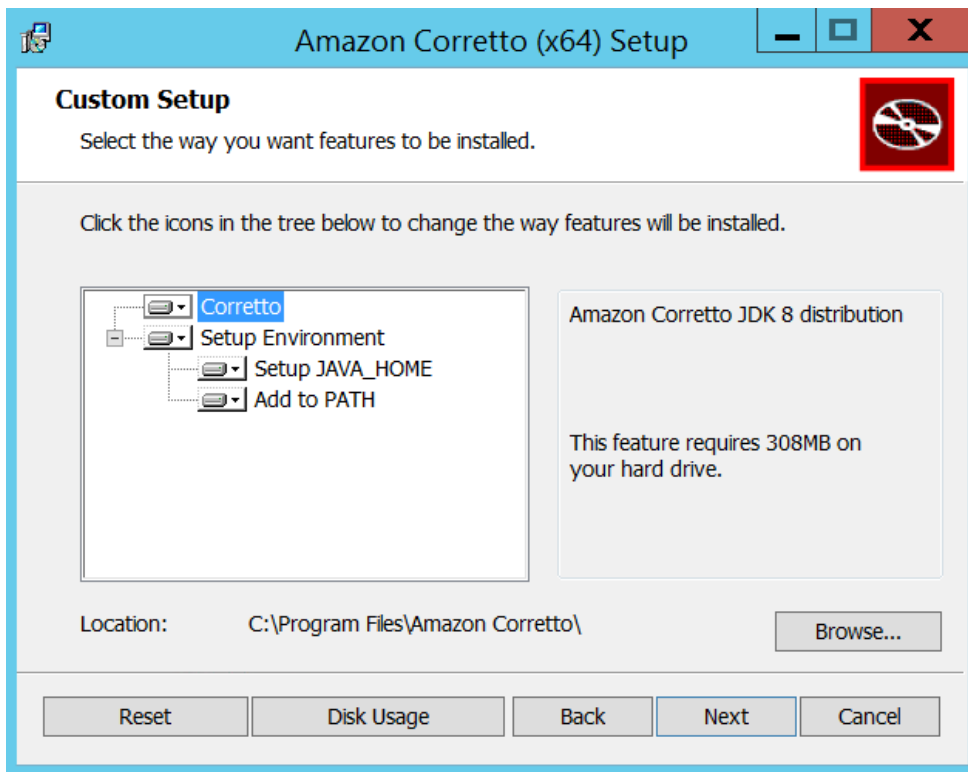 Amazon Corretto (x64) Setup
Custom Setup
Select the way you want features to be installed.
Click the icons in the tree below to change the way features will be installed.
Corretto
Setup Environment
Setup JAVA_HOME
Add to PATH
Amazon Corretto JDK 8 distribution
This feature requires 308MB on
your hard drive.
Location: C:\Program Files\Amazon Corretto\
Browse...
Reset Disk Usage Back Next Cancel